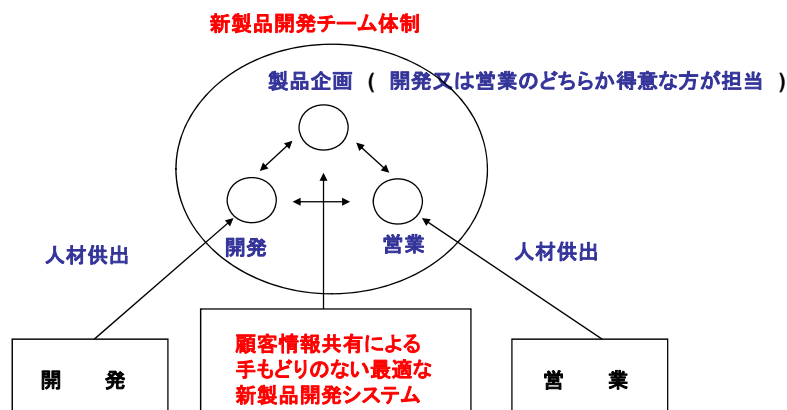 新製品開発チーム体制
製品企画 ( 開発又は営業のどちらか得意な方が担当 )
開発
営業
人材供出
人材供出
開 発
顧客情報共有による
手もどりのない最適な
新製品開発システム
営 業